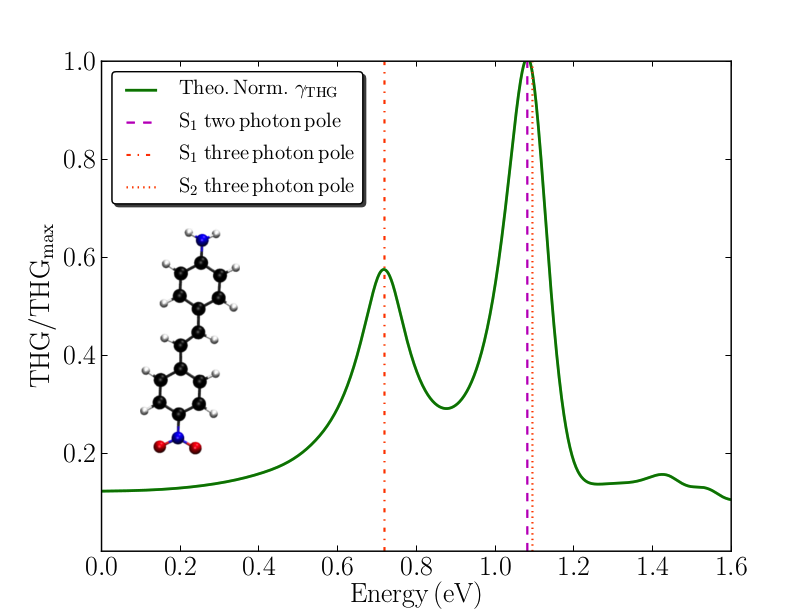 Theo. Norm. γTHG
S1 two photon pole
S1 three photon pole
S2 three photon pole
THG/THGmax
1.0
0.8
0.6
0.4
0.2
0.0 0.2 0.4 0.6 0.8 1.0 1.2 1.4 1.6
Energy (eV)